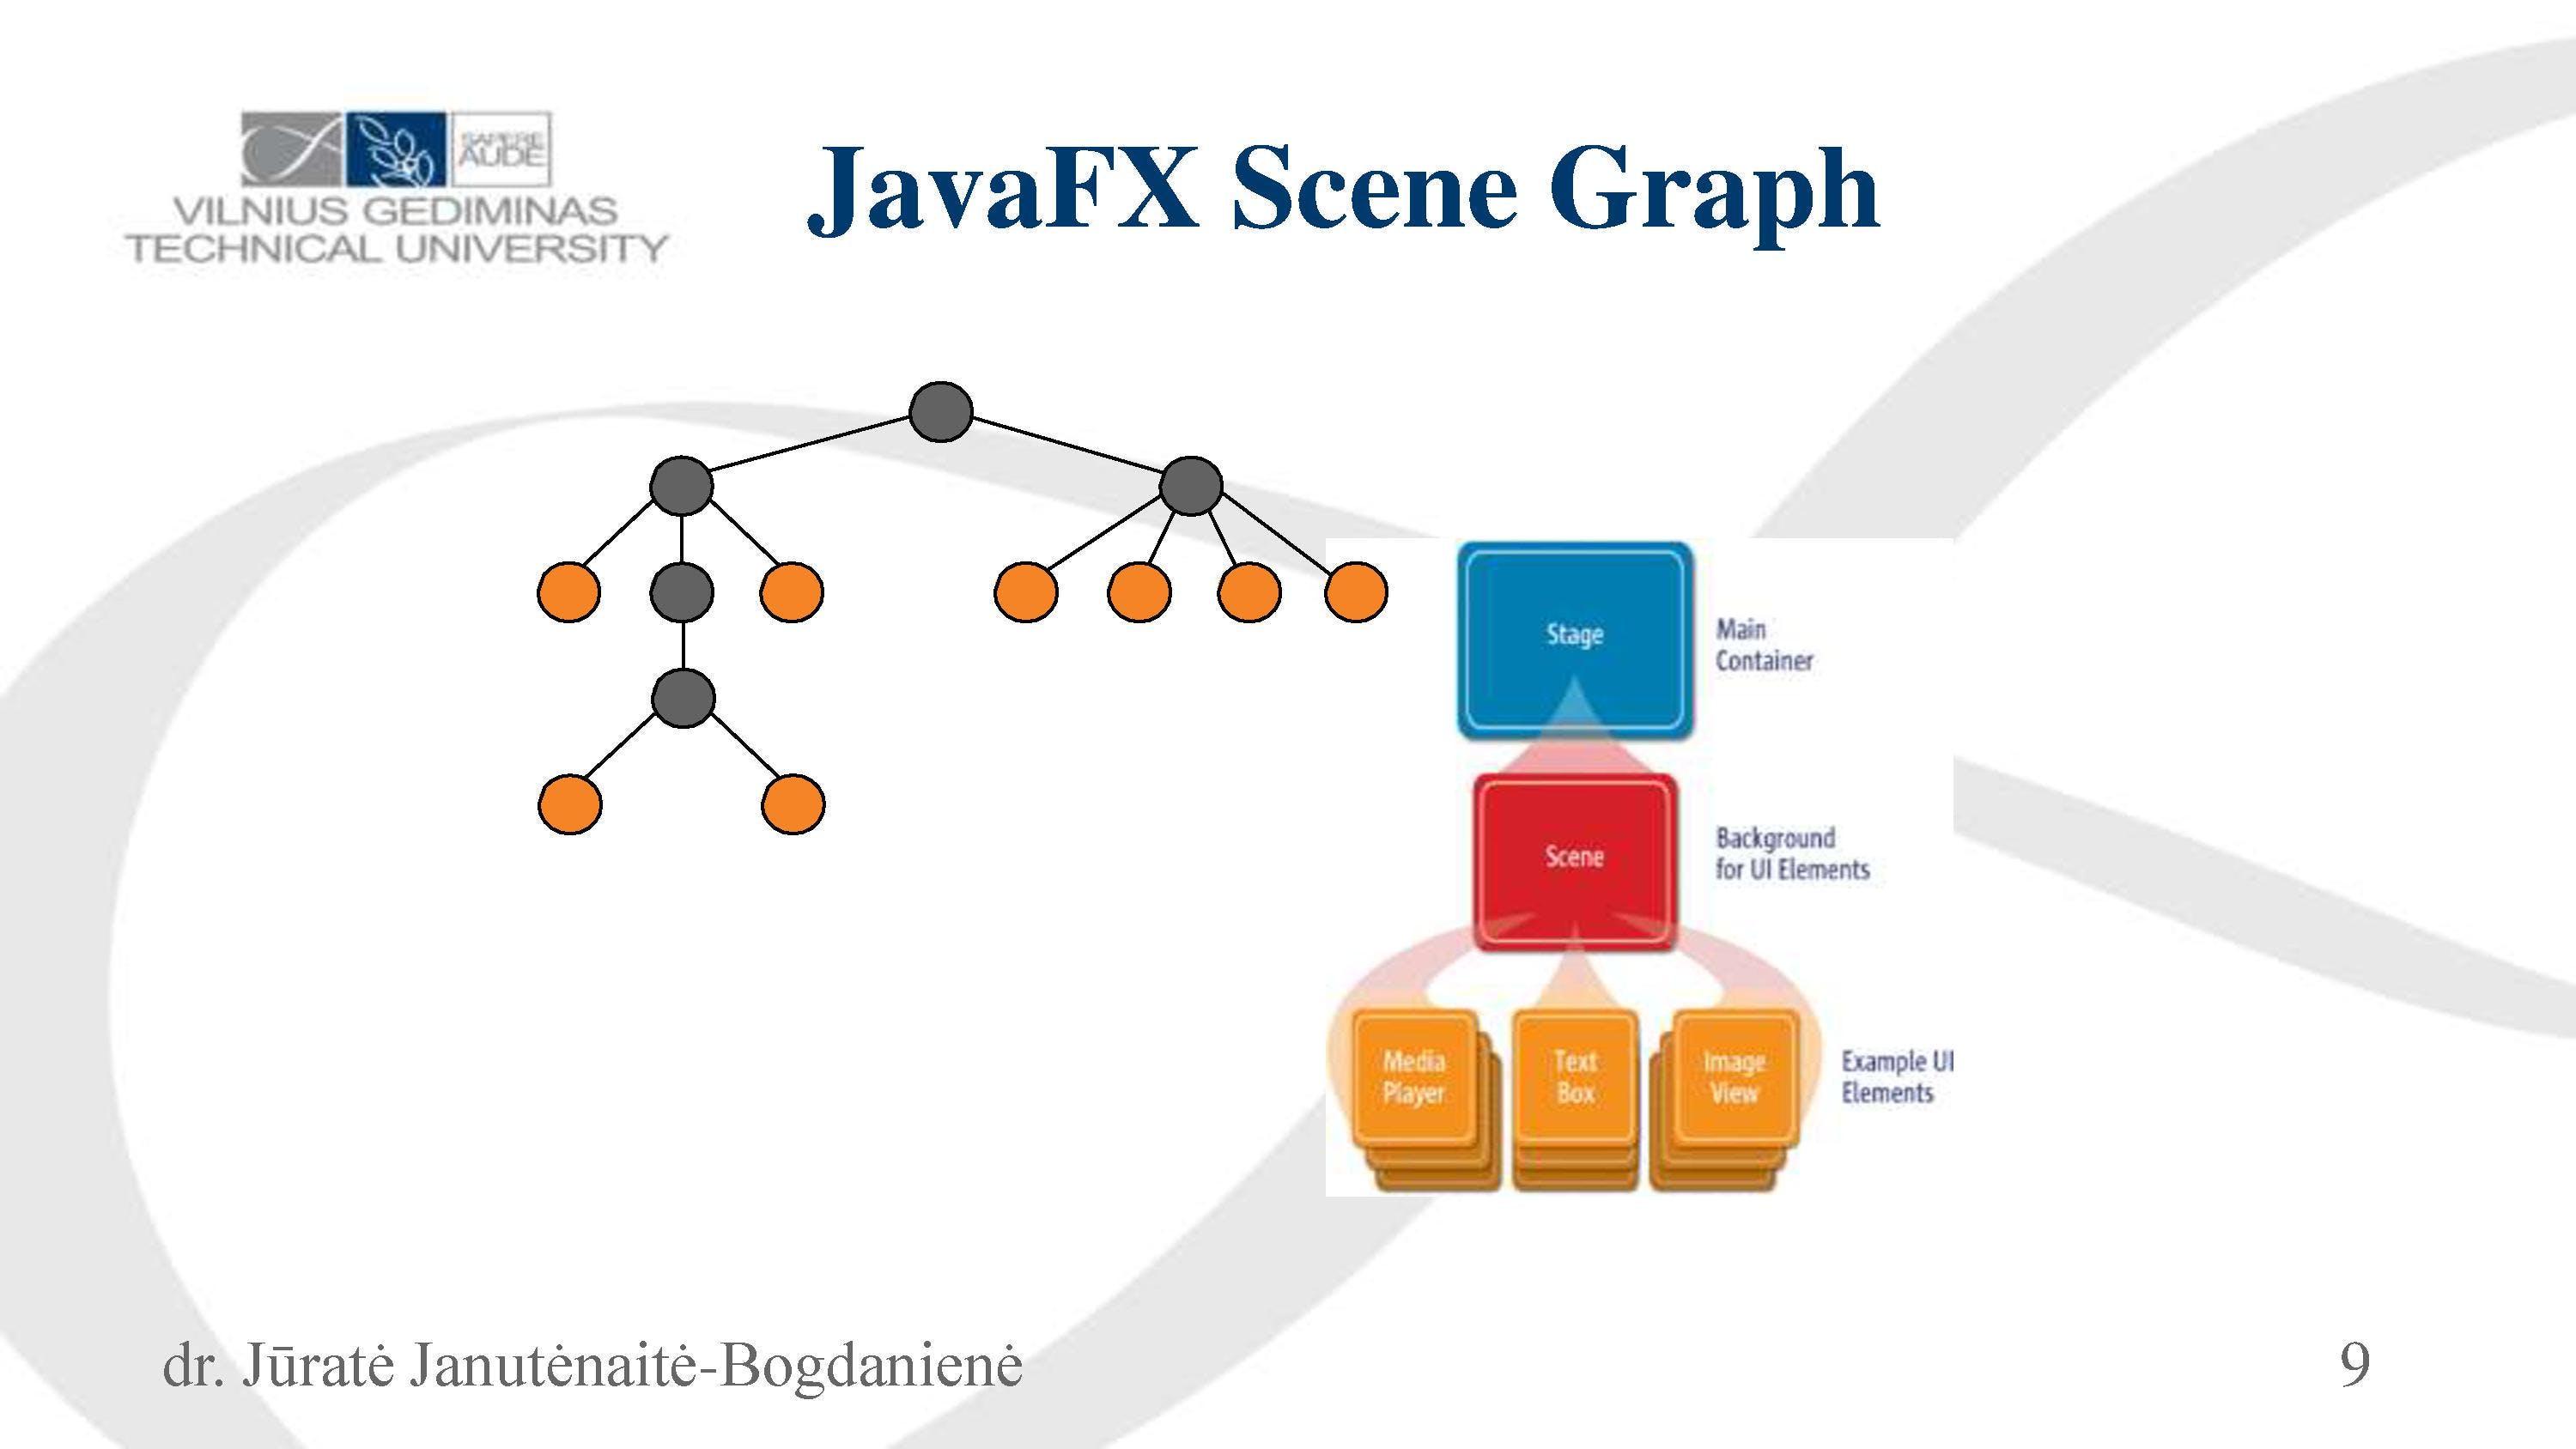 SAPERE
AUDE
VILNIUS GEDIMINAS
TECHNICAL UNIVERSITY
JavaFX Scene Graph
Stage
Main
Container
Scene
Background
for UI Elements
Media
Player
Text
Box
Image
View
Example UI
Elements
dr. Jūratė Janutėnaitė-Bogdanienė
9